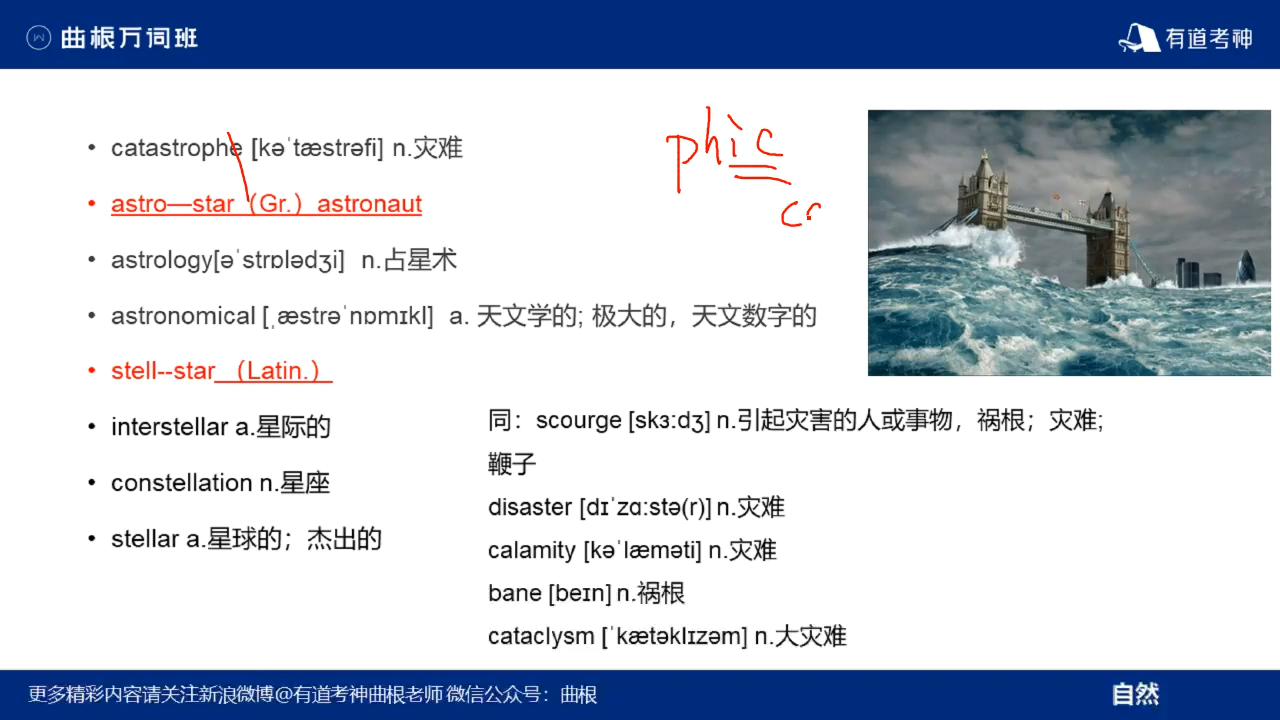 曲根万词班
有道考神
catastrophe [kəˈtæstrəfi] n.灾难
astro—star（Gr.）astronaut
astrology[əˈstrɒlədʒi] n.占星术
astronomical [ˌæstrəˈnɒmɪkl] a. 天文学的; 极大的，天文数字的
stell--star （Latin.）
interstellar a.星际的
constellation n.星座
stellar a.星球的；杰出的
phic
同：scourge [skɜːdʒ] n.引起灾害的人或事物，祸根；灾难;
鞭子
disaster [dɪˈzɑːstə(r)] n.灾难
calamity [kəˈlæməti] n.灾难
bane [beɪn] n.祸根
cataclysm [ˈkætəklɪzəm] n.大灾难
更多精彩内容请关注新浪微博@有道考神曲根老师 微信公众号：曲根
自然